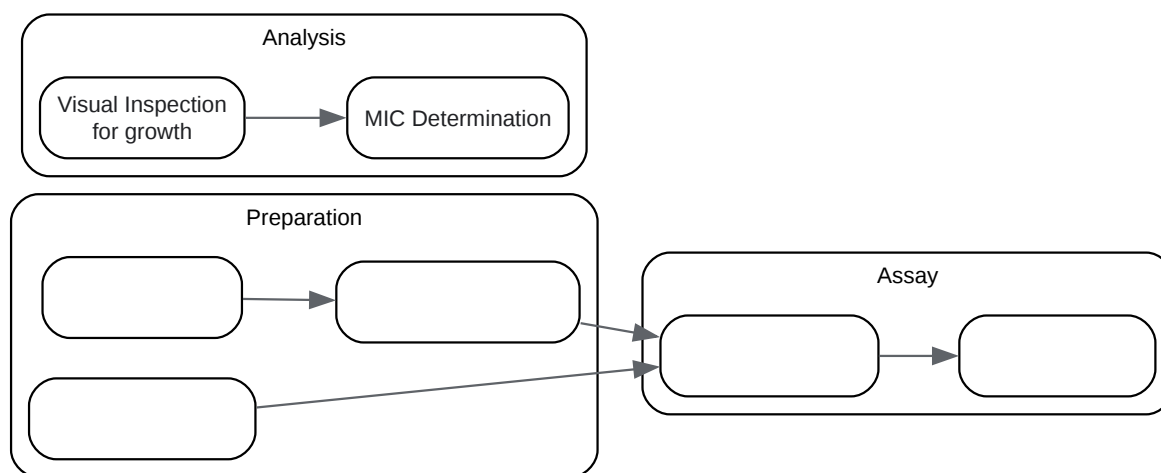 Analysis
Visual Inspection
for growth
MIC Determination
Preparation
Assay